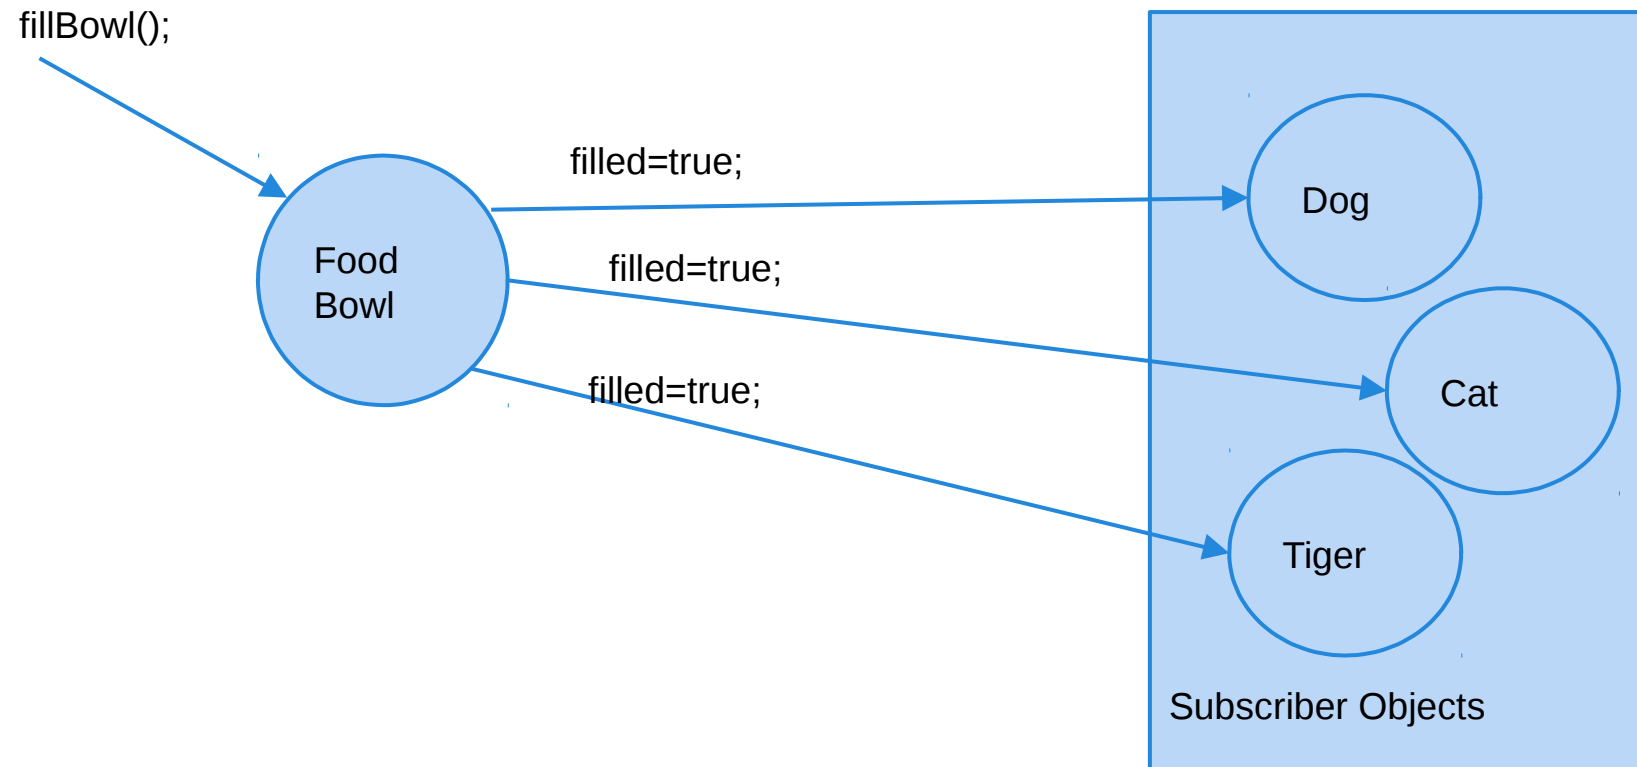 fillBowl();
filled=true;
Dog
Food
Bowl
filled=true;
filled=true;
Cat
Tiger
Subscriber Objects